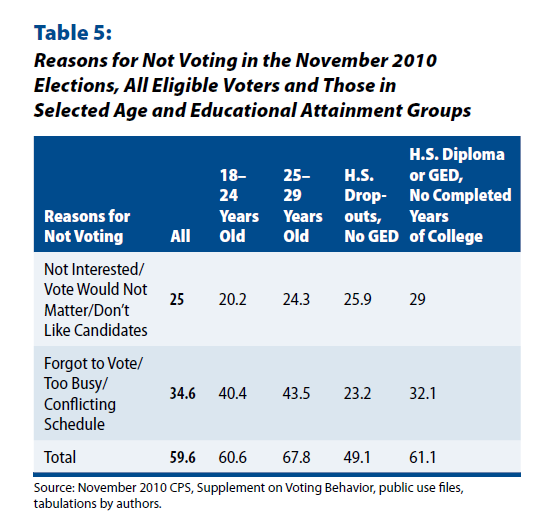 Table 5:
Reasons for Not Voting in the November 2010
Elections, All Eligible Voters and Those in
Selected Age and Educational Attainment Groups
Reasons for Not Voting | All | 18–24 Years Old | 25–29 Years Old | H.S. Drop-outs, No GED | H.S. Diploma or GED, No Completed Years of College
Not Interested/ Vote Would Not Matter/Don’t Like Candidates | 25 | 20.2 | 24.3 | 25.9 | 29
Forgot to Vote/ Too Busy/ Conflicting Schedule | 34.6 | 40.4 | 43.5 | 23.2 | 32.1
Total | 59.6 | 60.6 | 67.8 | 49.1 | 61.1
Source: November 2010 CPS, Supplement on Voting Behavior, public use files,
tabulations by authors.